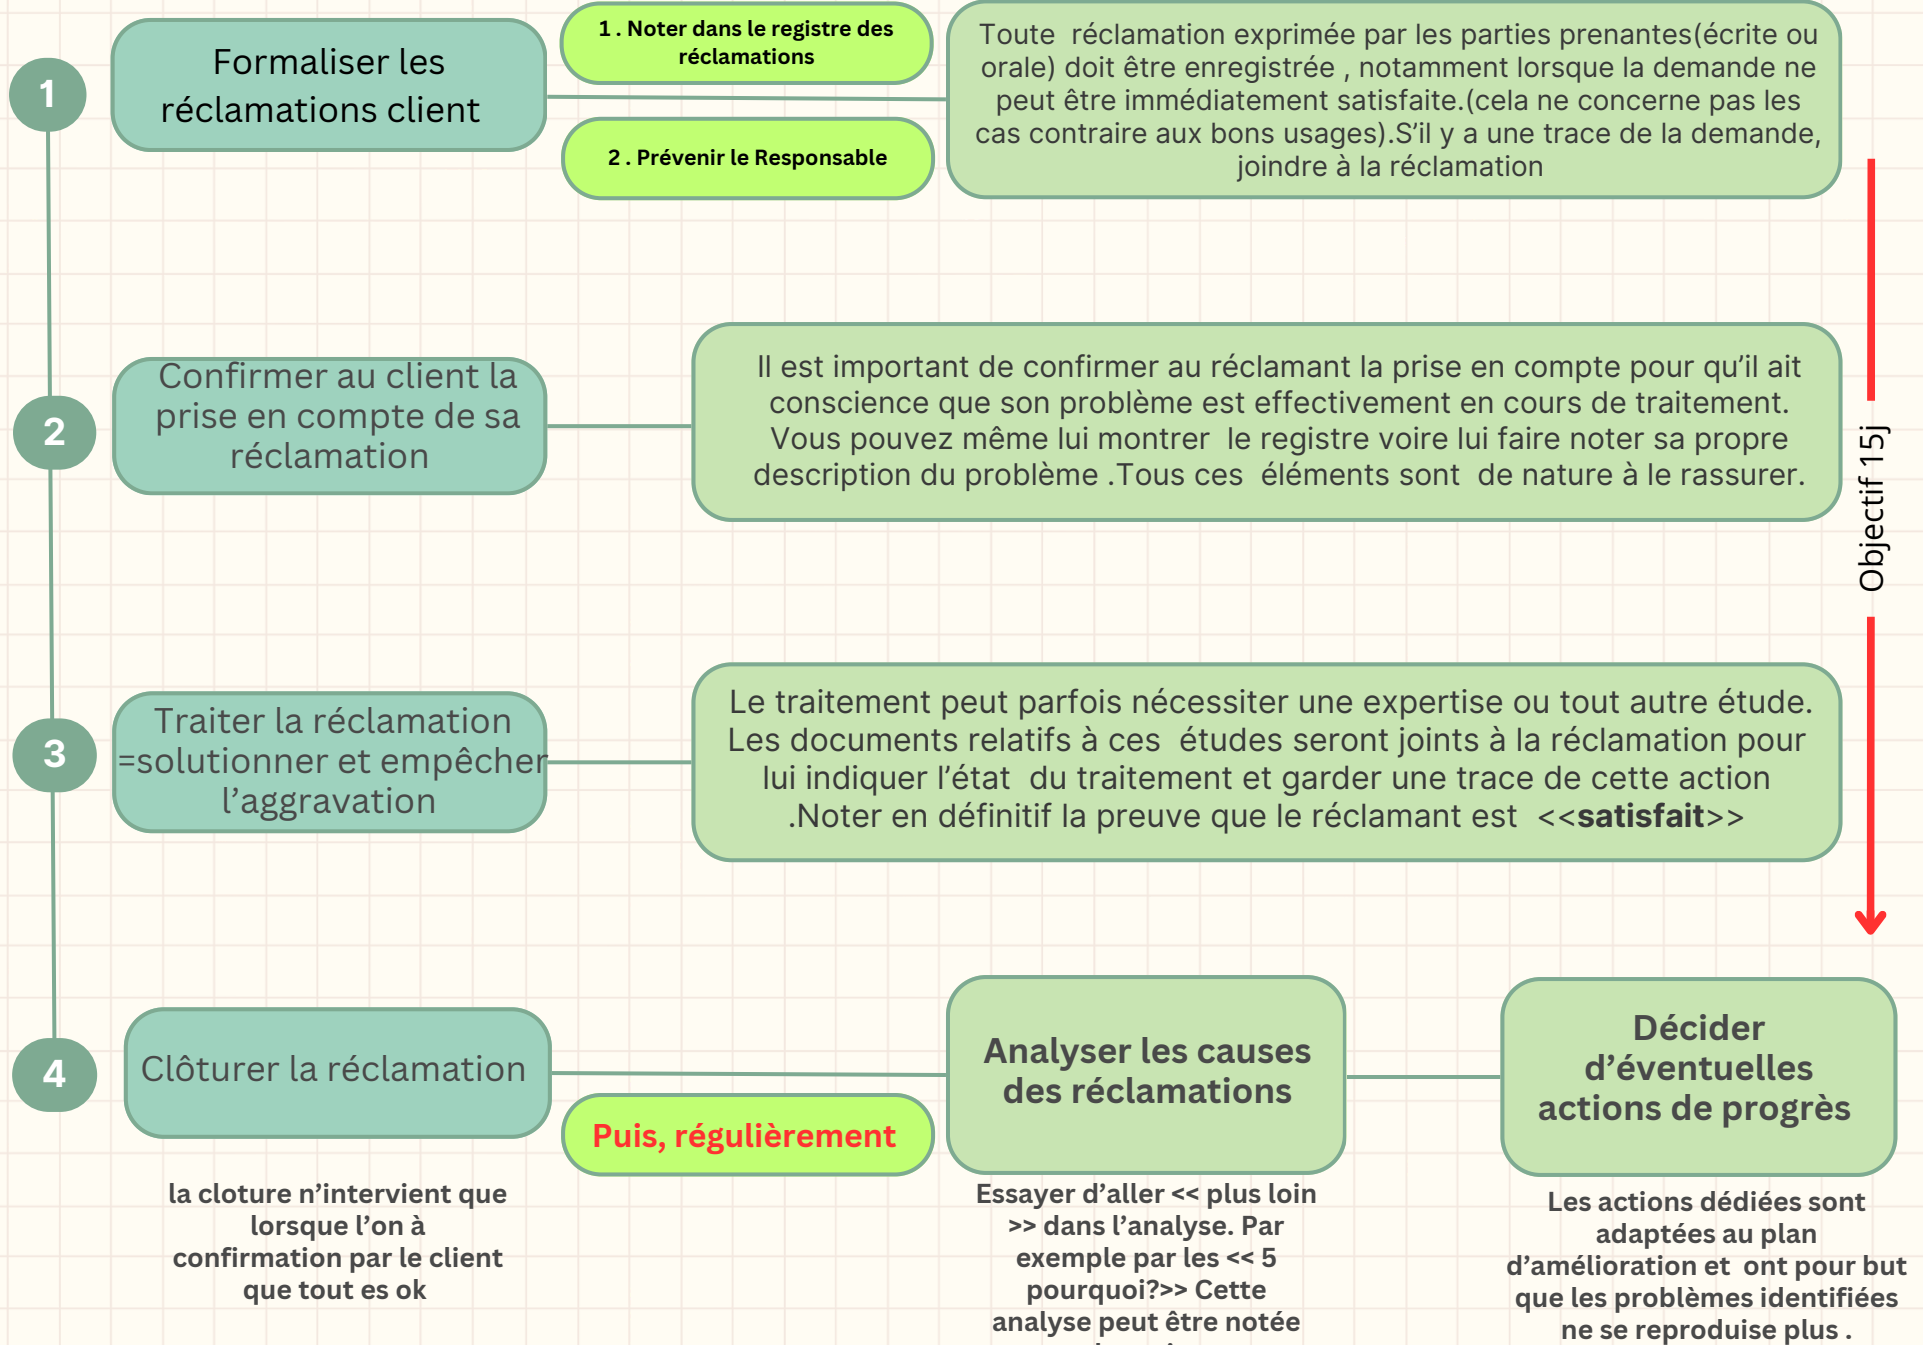 1
Formaliser les
réclamations client
1 . Noter dans le registre des
réclamations
2 . Prévenir le Responsable
Toute  réclamation exprimée par les parties prenantes(écrite ou
orale) doit être enregistrée , notamment lorsque la demande ne
peut être immédiatement satisfaite.(cela ne concerne pas les
cas contraire aux bons usages).S’il y a une trace de la demande,
joindre à la réclamation
2
Confirmer au client la
prise en compte de sa
réclamation
Il est important de confirmer au réclamant la prise en compte pour qu’il ait
conscience que son problème est effectivement en cours de traitement.
Vous pouvez même lui montrer  le registre voire lui faire noter sa propre
description du problème .Tous ces  éléments sont  de nature à le rassurer.
Objectif 15j
3
Traiter la réclamation
=solutionner et empêcher
l’aggravation
Le traitement peut parfois nécessiter une expertise ou tout autre étude.
Les documents relatifs à ces  études seront joints à la réclamation pour
lui indiquer l’état  du traitement et garder une trace de cette action
.Noter en définitif la preuve que le réclamant est  <<satisfait>>
4
Clôturer la réclamation
Puis, régulièrement
Analyser les causes
des réclamations
Décider
d’éventuelles
actions de progrès
la cloture n’intervient que
lorsque l’on à
confirmation par le client
que tout es ok
Essayer d’aller << plus loin
>> dans l’analyse. Par
exemple par les << 5
pourquoi?>> Cette
analyse peut être notée
Les actions dédiées sont
adaptées au plan
d’amélioration et  ont pour but
que les problèmes identifiées
ne se reproduise plus .